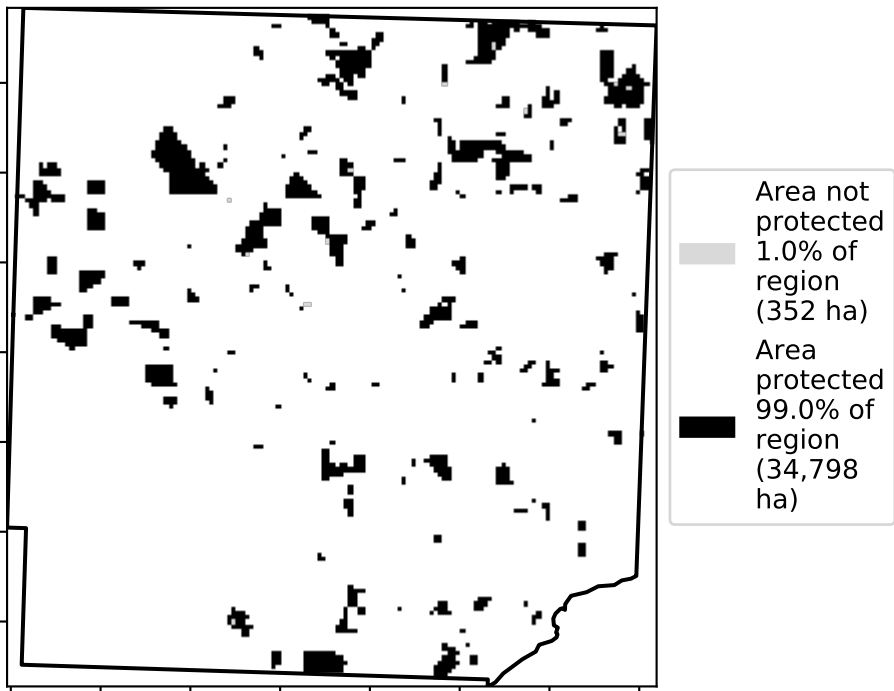 Area not
protected
1.0% of
region
(352 ha)
Area
protected
99.0% of
region
(34,798
ha)